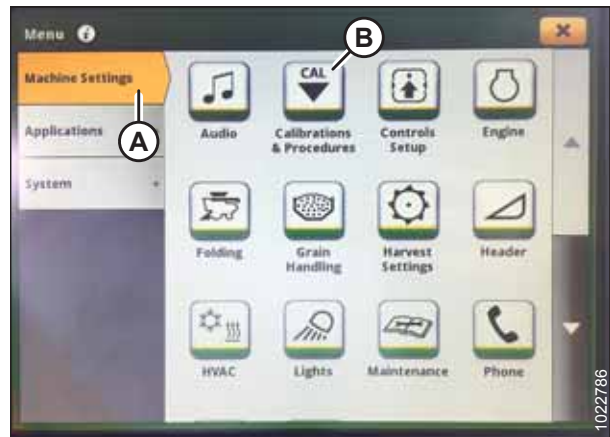 Menu i
B
Machine Settings
A
Applications
System
CAL
Audio
Calibrations & Procedures
Controls Setup
Engine
Folding
Grain Handling
Harvest Settings
Header
HVAC
Lights
Maintenance
Phone
1022786